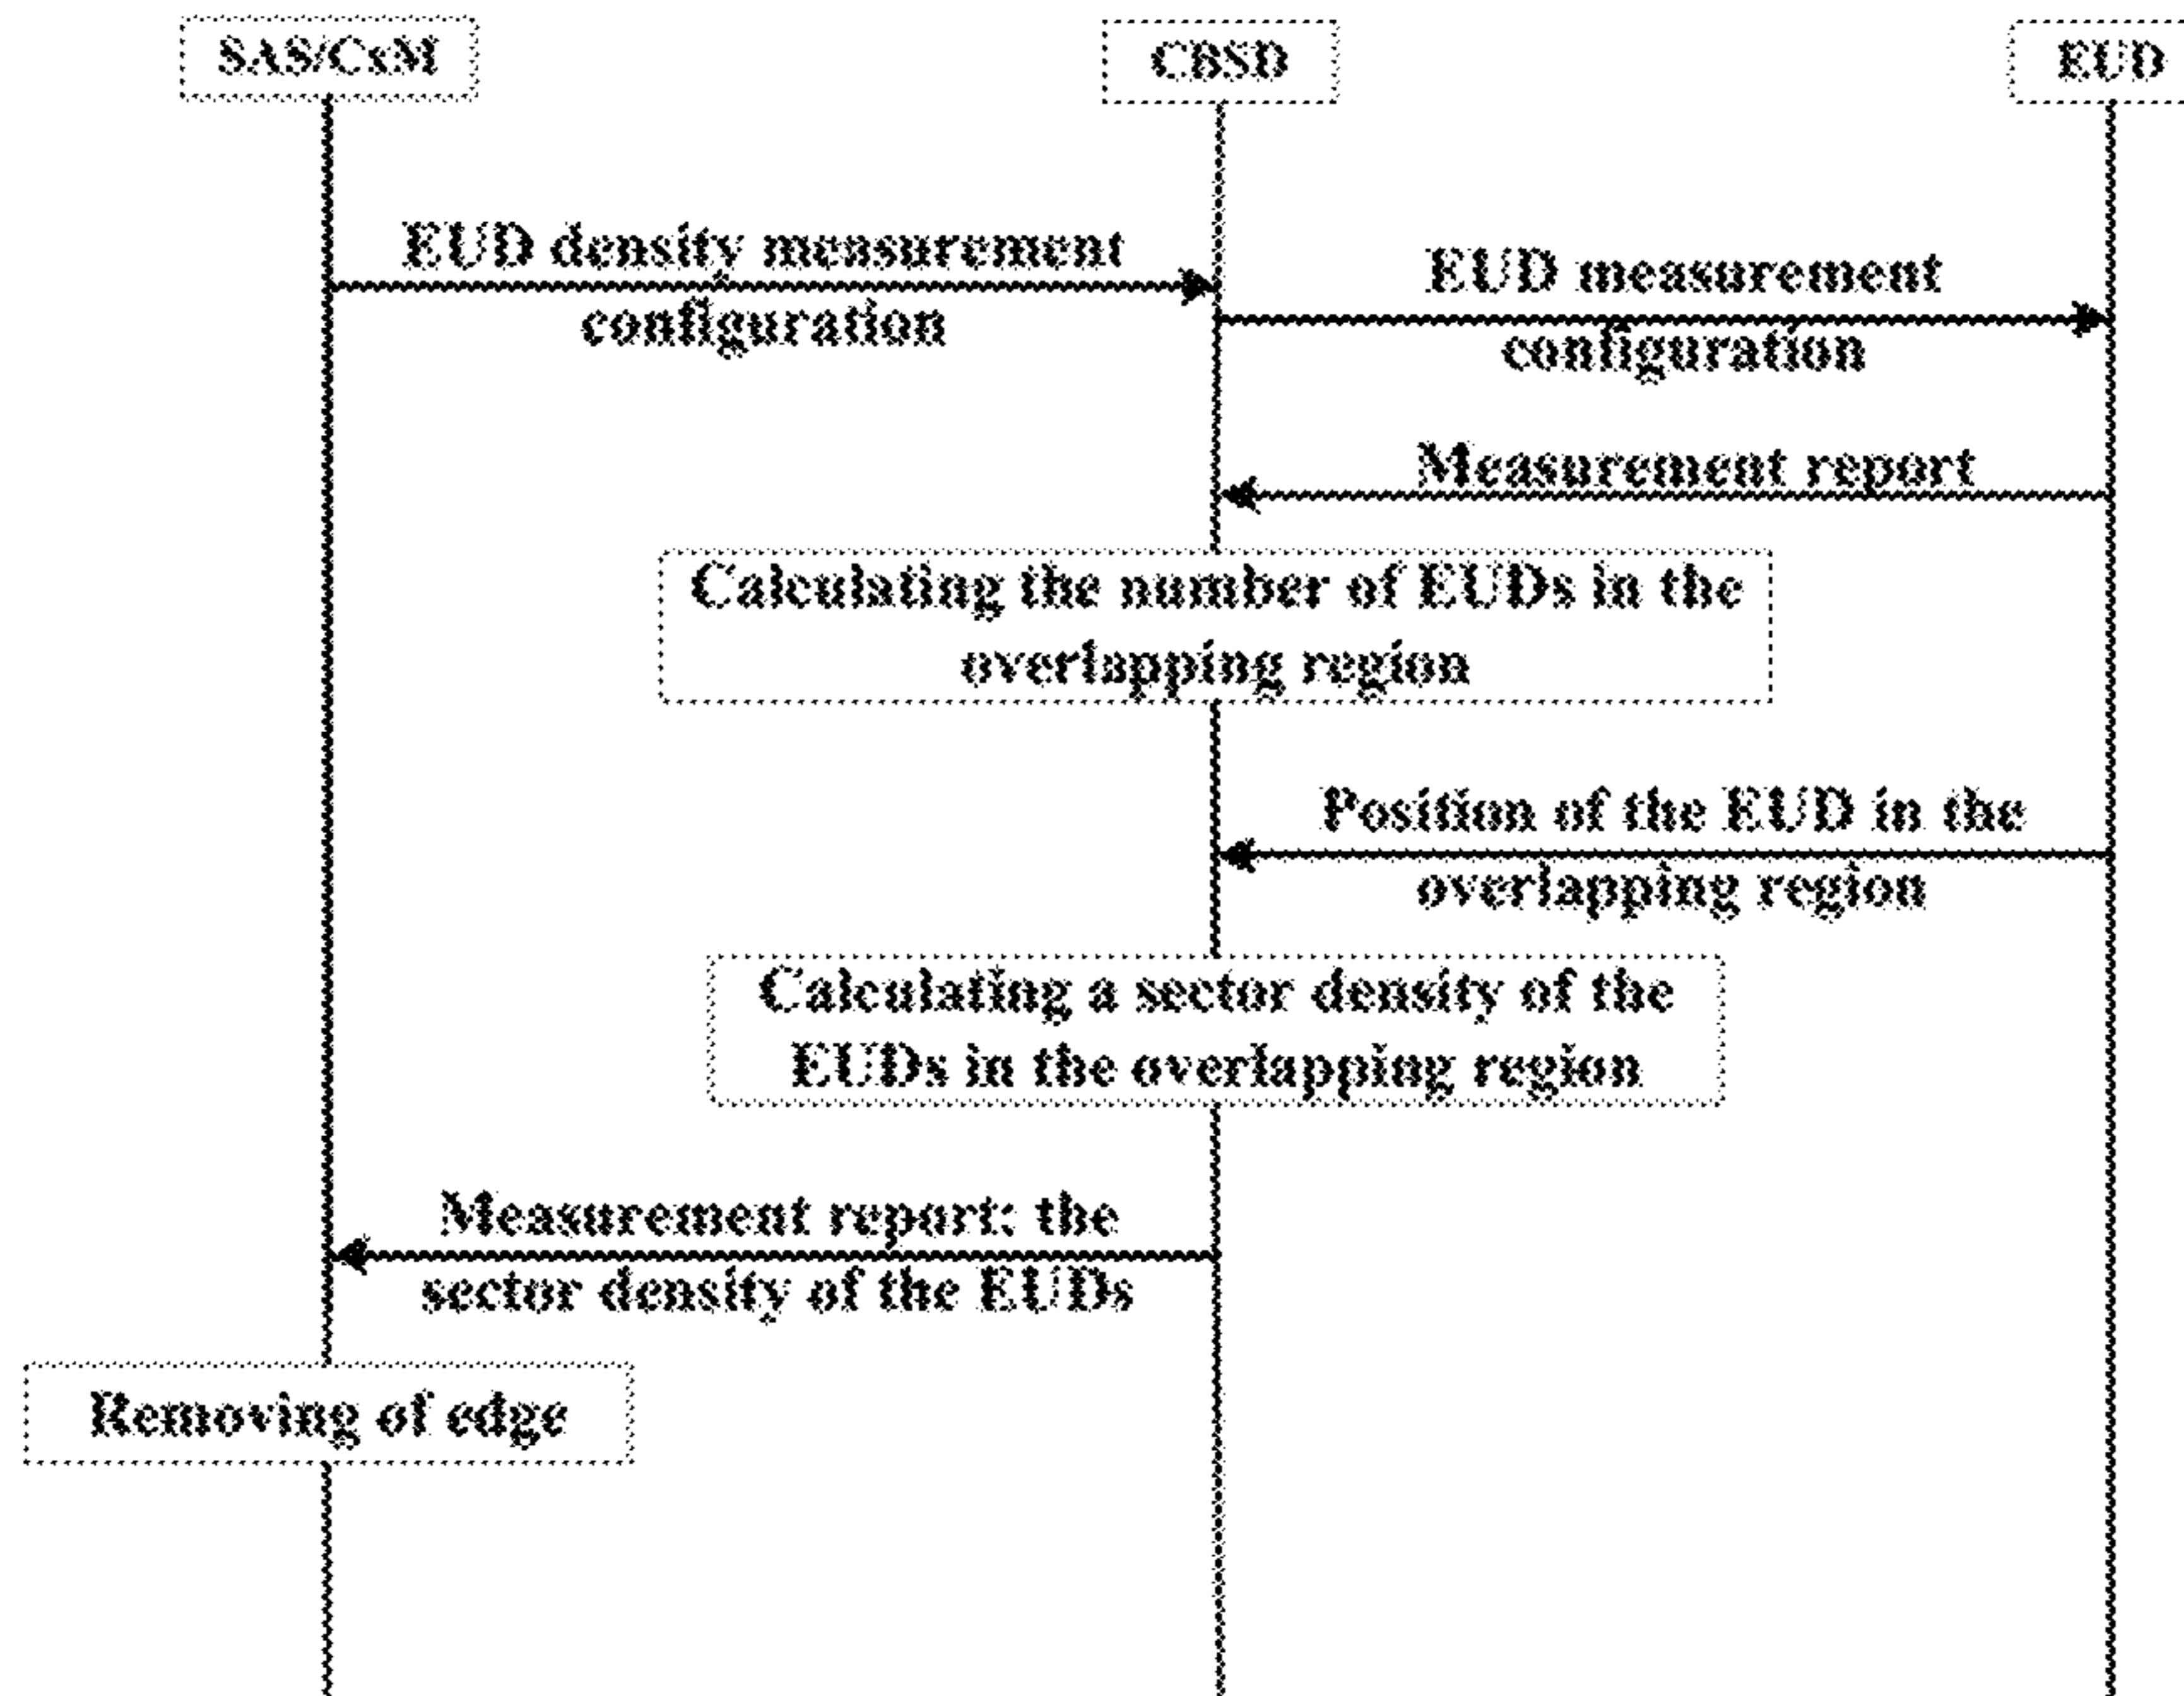 SAS/CxM
CBSD
EUD
EUD density measurement
configuration
EUD measurement
configuration
Measurement report
Calculating the number of EUDs in the
overlapping region
Position of the EUD in the
overlapping region
Calculating a sector density of the
EUDs in the overlapping region
Measurement report: the
sector density of the EUDs
Removing of edge